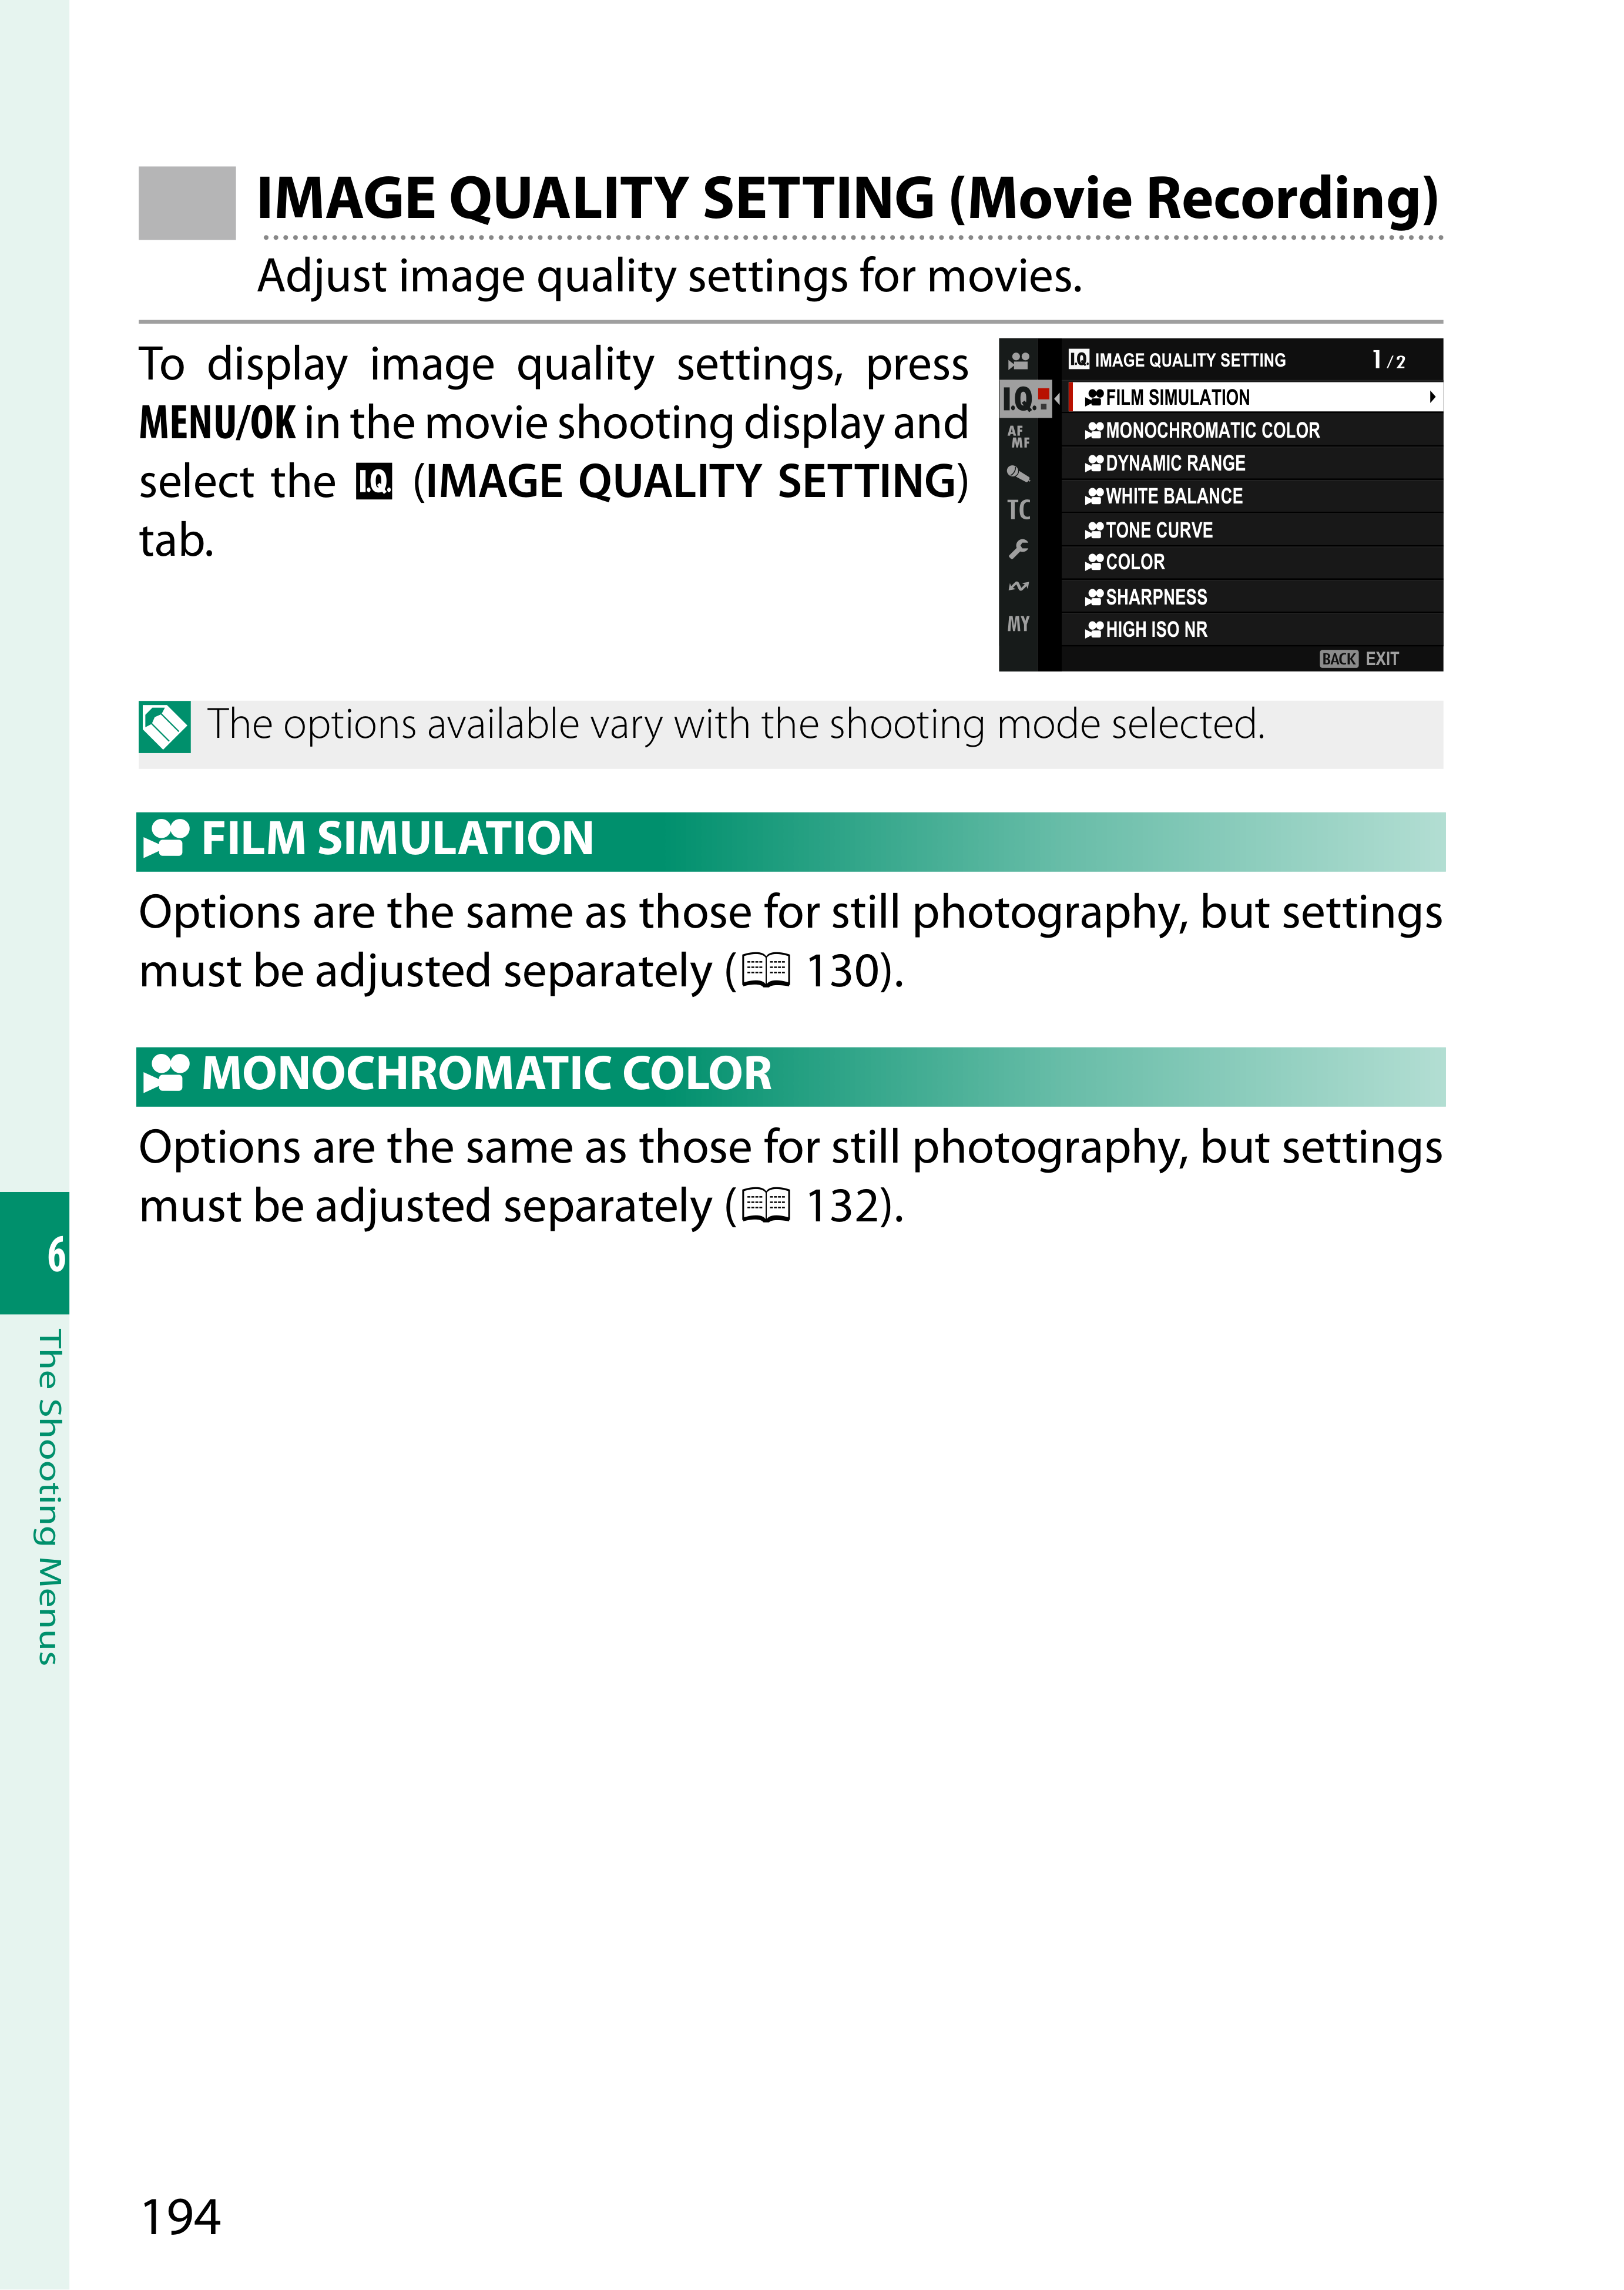 IMAGE QUALITY SETTING (Movie Recording)
Adjust image quality settings for movies.
To display image quality settings, press
MENU/OK in the movie shooting display and
select the I.Q. (IMAGE QUALITY SETTING)
tab.
I.Q. IMAGE QUALITY SETTING 1/2
I.Q.
AF
MF
TC
MY
FILM SIMULATION
MONOCHROMATIC COLOR
DYNAMIC RANGE
WHITE BALANCE
TONE CURVE
COLOR
SHARPNESS
HIGH ISO NR
BACK EXIT
The options available vary with the shooting mode selected.
FILM SIMULATION
Options are the same as those for still photography, but settings
must be adjusted separately (130).
MONOCHROMATIC COLOR
Options are the same as those for still photography, but settings
must be adjusted separately (132).
6
The Shooting Menus
194